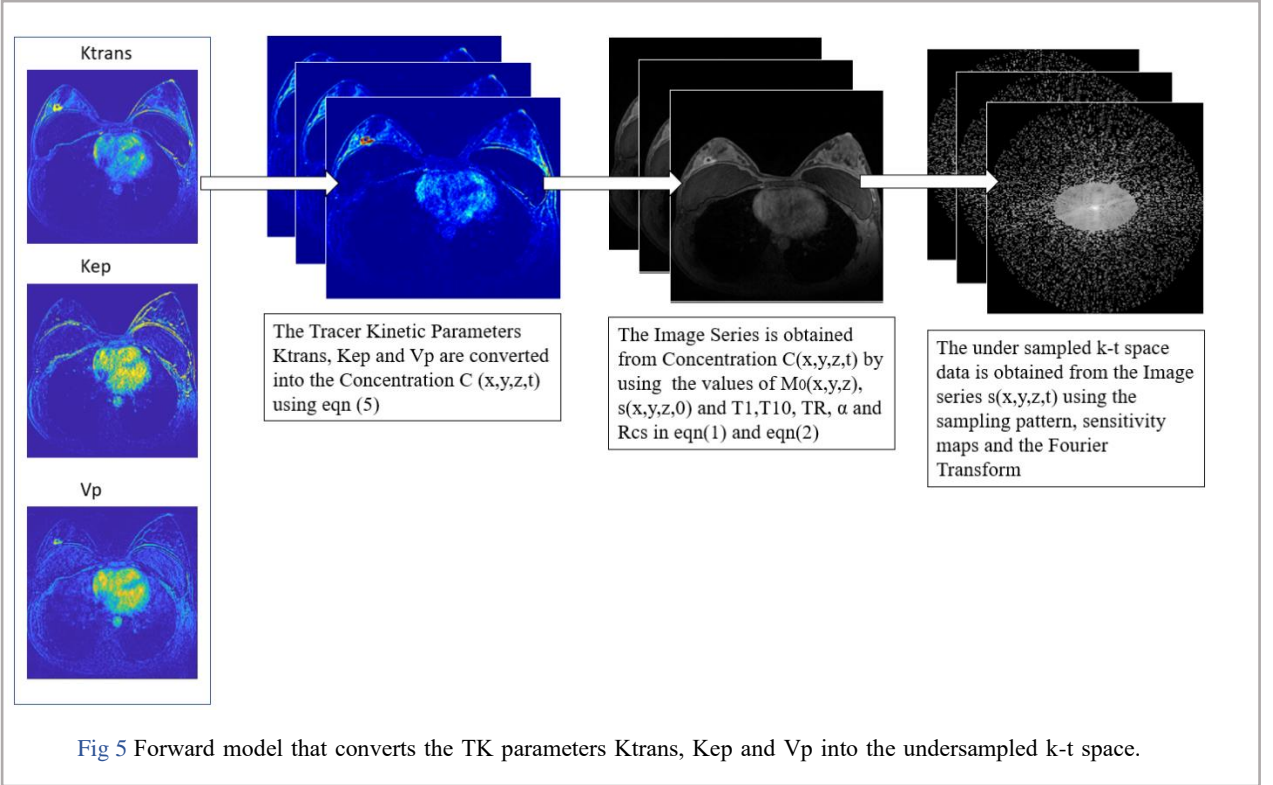 Ktrans
Kep
Vp
The Tracer Kinetic Parameters
Ktrans, Kep and Vp are converted
into the Concentration C (x,y,z,t)
using eqn (5)
The Image Series is obtained
from Concentration C(x,y,z,t) by
using the values of M0(x,y,z),
s(x,y,z,0) and T1,T10, TR, α and
Rcs in eqn(1) and eqn(2)
The under sampled k-t space
data is obtained from the Image
series s(x,y,z,t) using the
sampling pattern, sensitivity
maps and the Fourier
Transform
Fig 5 Forward model that converts the TK parameters Ktrans, Kep and Vp into the undersampled k-t space.